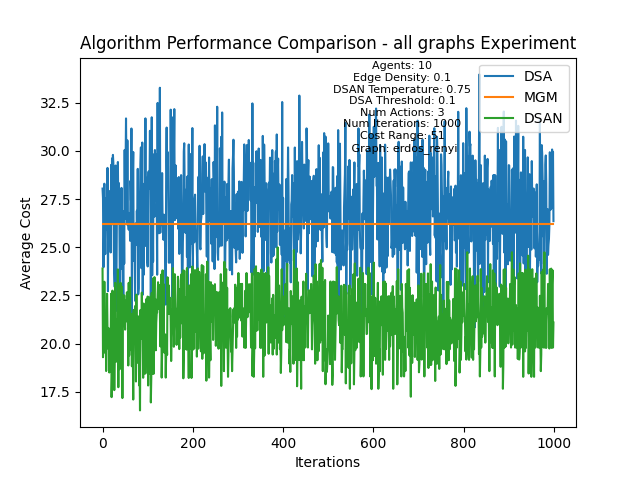 Algorithm Performance Comparison - all graphs Experiment
Agents: 10
Edge Density: 0.1
DSAN Temperature: 0.75
DSA Threshold: 0.1
Num Actions: 3
Num Iterations: 1000
Cost Range: 51
Graph: erdos_renyi
DSA
MGM
DSAN
32.5
30.0
27.5
25.0
22.5
20.0
17.5
Average Cost
0
200
400
600
800
1000
Iterations